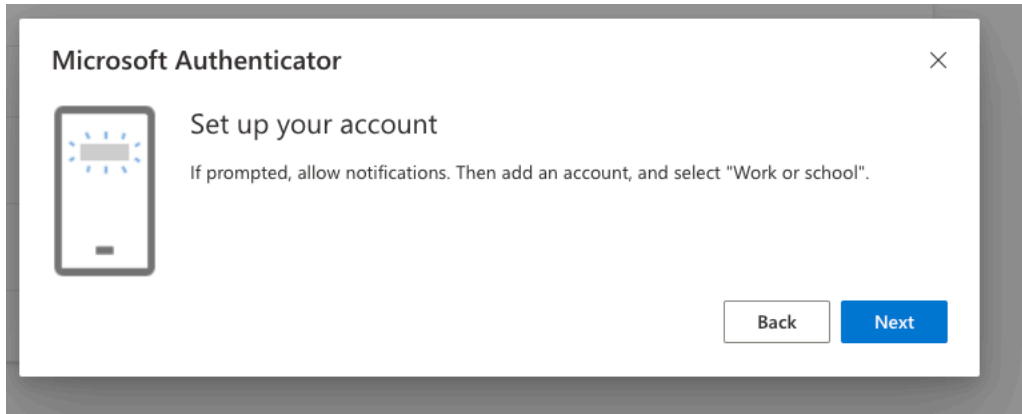 Microsoft Authenticator
Set up your account
If prompted, allow notifications. Then add an account, and select "Work or school".
Back
Next